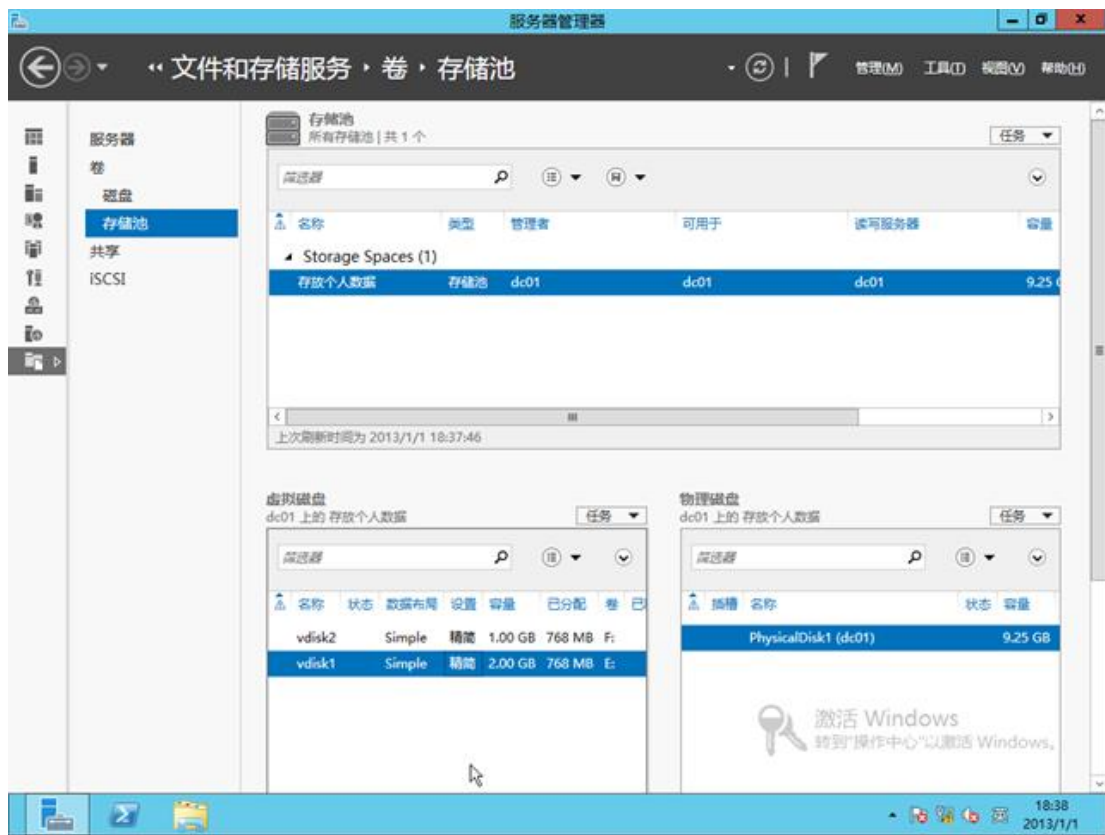 服务器管理器
文件和存储服务 卷 存储池
管理(M) 工具(T) 视图(V) 帮助(H)
服务器
卷
磁盘
存储池
共享
iSCSI
存储池
所有存储池 | 共 1 个
任务
筛选器
名称 类型 管理者 可用于 读写服务器 容量
Storage Spaces (1)
存放个人数据 存储池 dc01 dc01 dc01 9.25
上次刷新时间为 2013/1/1 18:37:46
虚拟磁盘
dc01 上的 存放个人数据
任务
筛选器
名称 状态 数据布局 设置 容量 已分配 卷 已
vdisk2 Simple 精简 1.00 GB 768 MB F:
vdisk1 Simple 精简 2.00 GB 768 MB E:
物理磁盘
dc01 上的 存放个人数据
任务
筛选器
插槽 名称 状态 容量
PhysicalDisk1 (dc01) 9.25 GB
激活 Windows
转到"操作中心"以激活 Windows。
18:38
2013/1/1